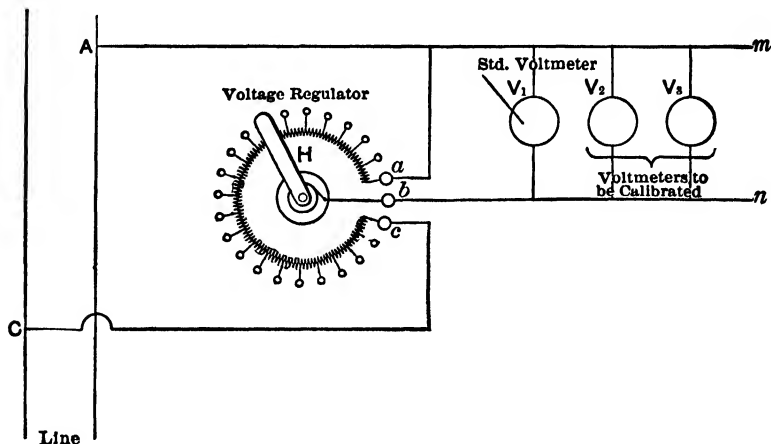 A
m
Std. Voltmeter
Voltage Regulator
V1 V2 V3
H
a
b
n
c
Voltmeters to
be Calibrated
C
Line